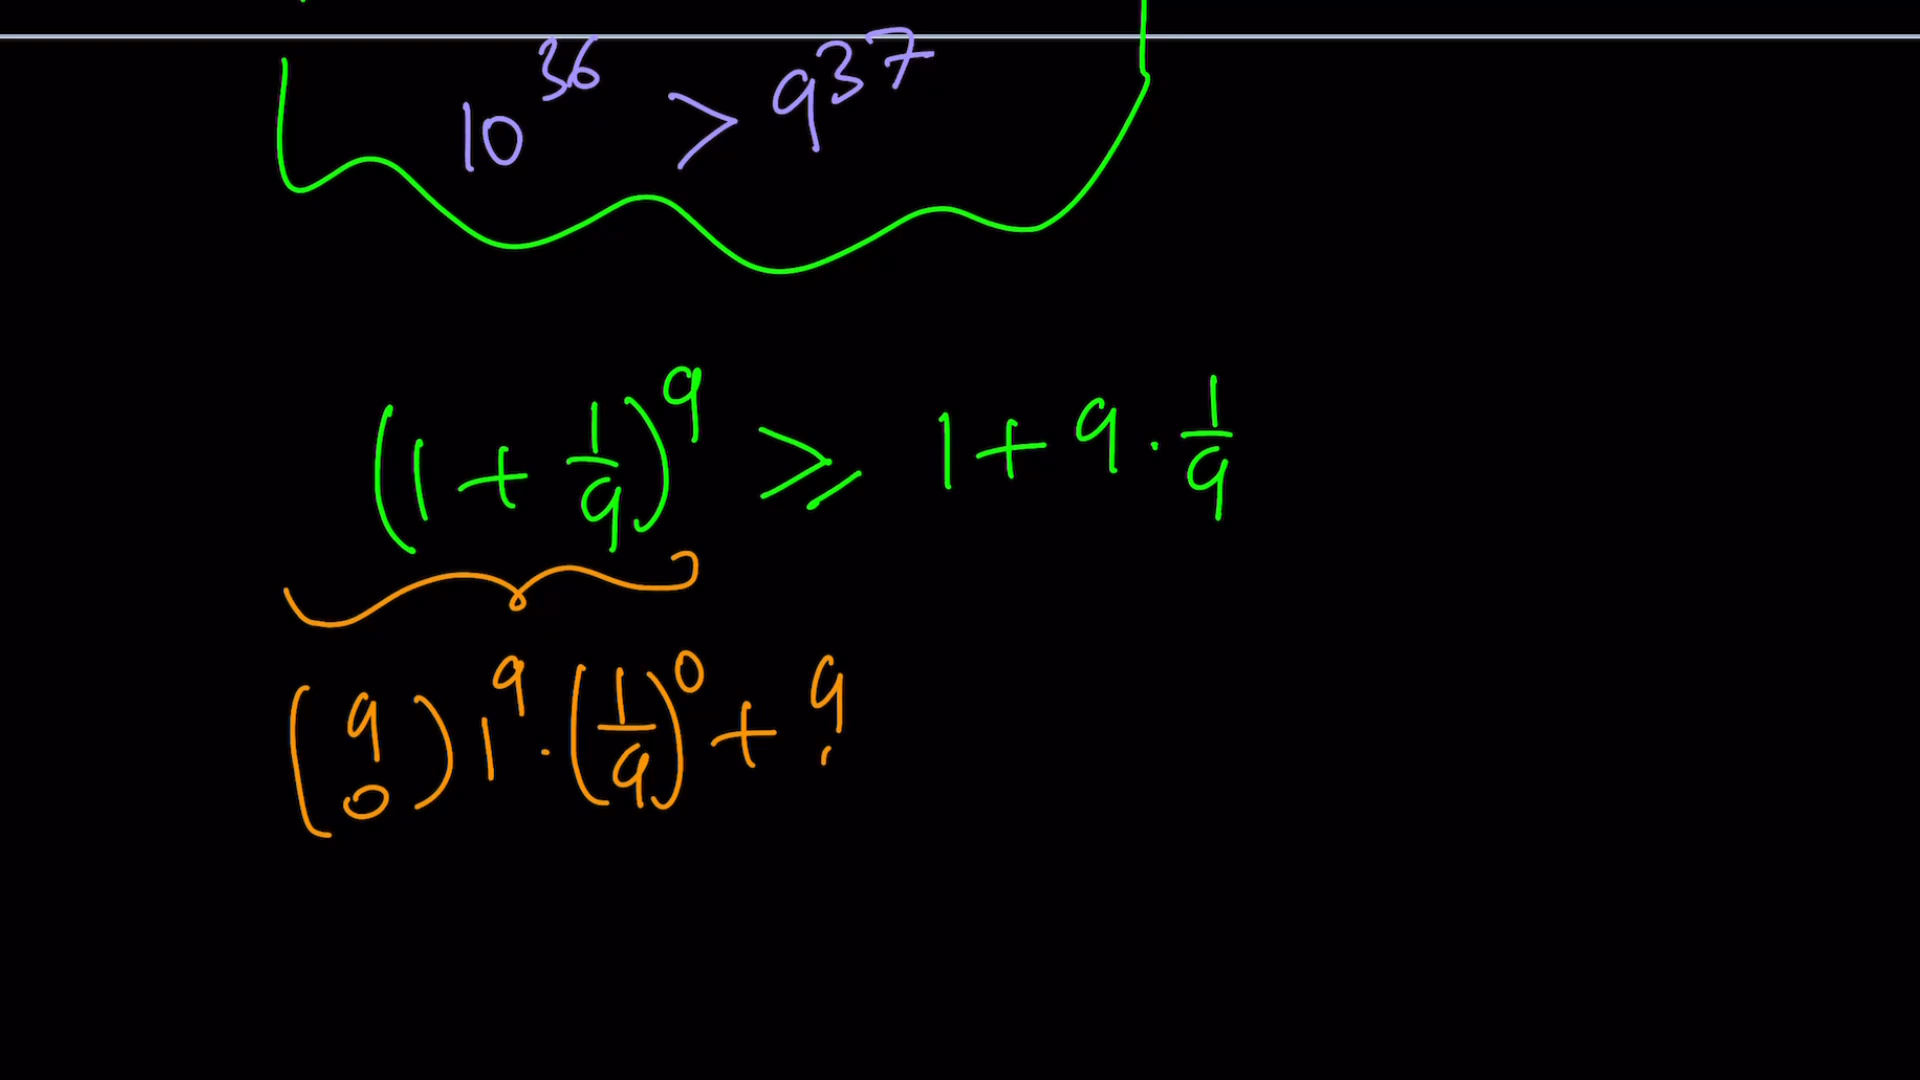 10^36 > 9^37
(1 + 1/9)^9 ⩾ 1 + 9 · 1/9
(9 0) 1^9 · (1/9)^0 + 9